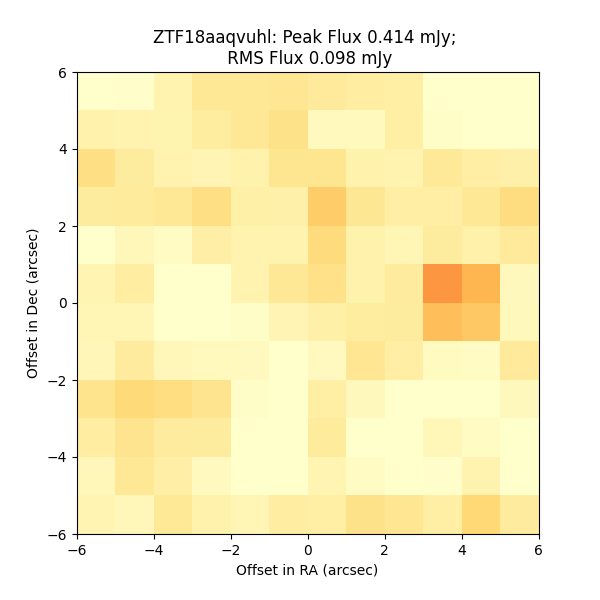 ZTF18aaqvuhl: Peak Flux 0.414 mJy;
RMS Flux 0.098 mJy
6
4
2
0
−2
−4
−6
Offset in Dec (arcsec)
−6 −4 −2 0 2 4 6
Offset in RA (arcsec)